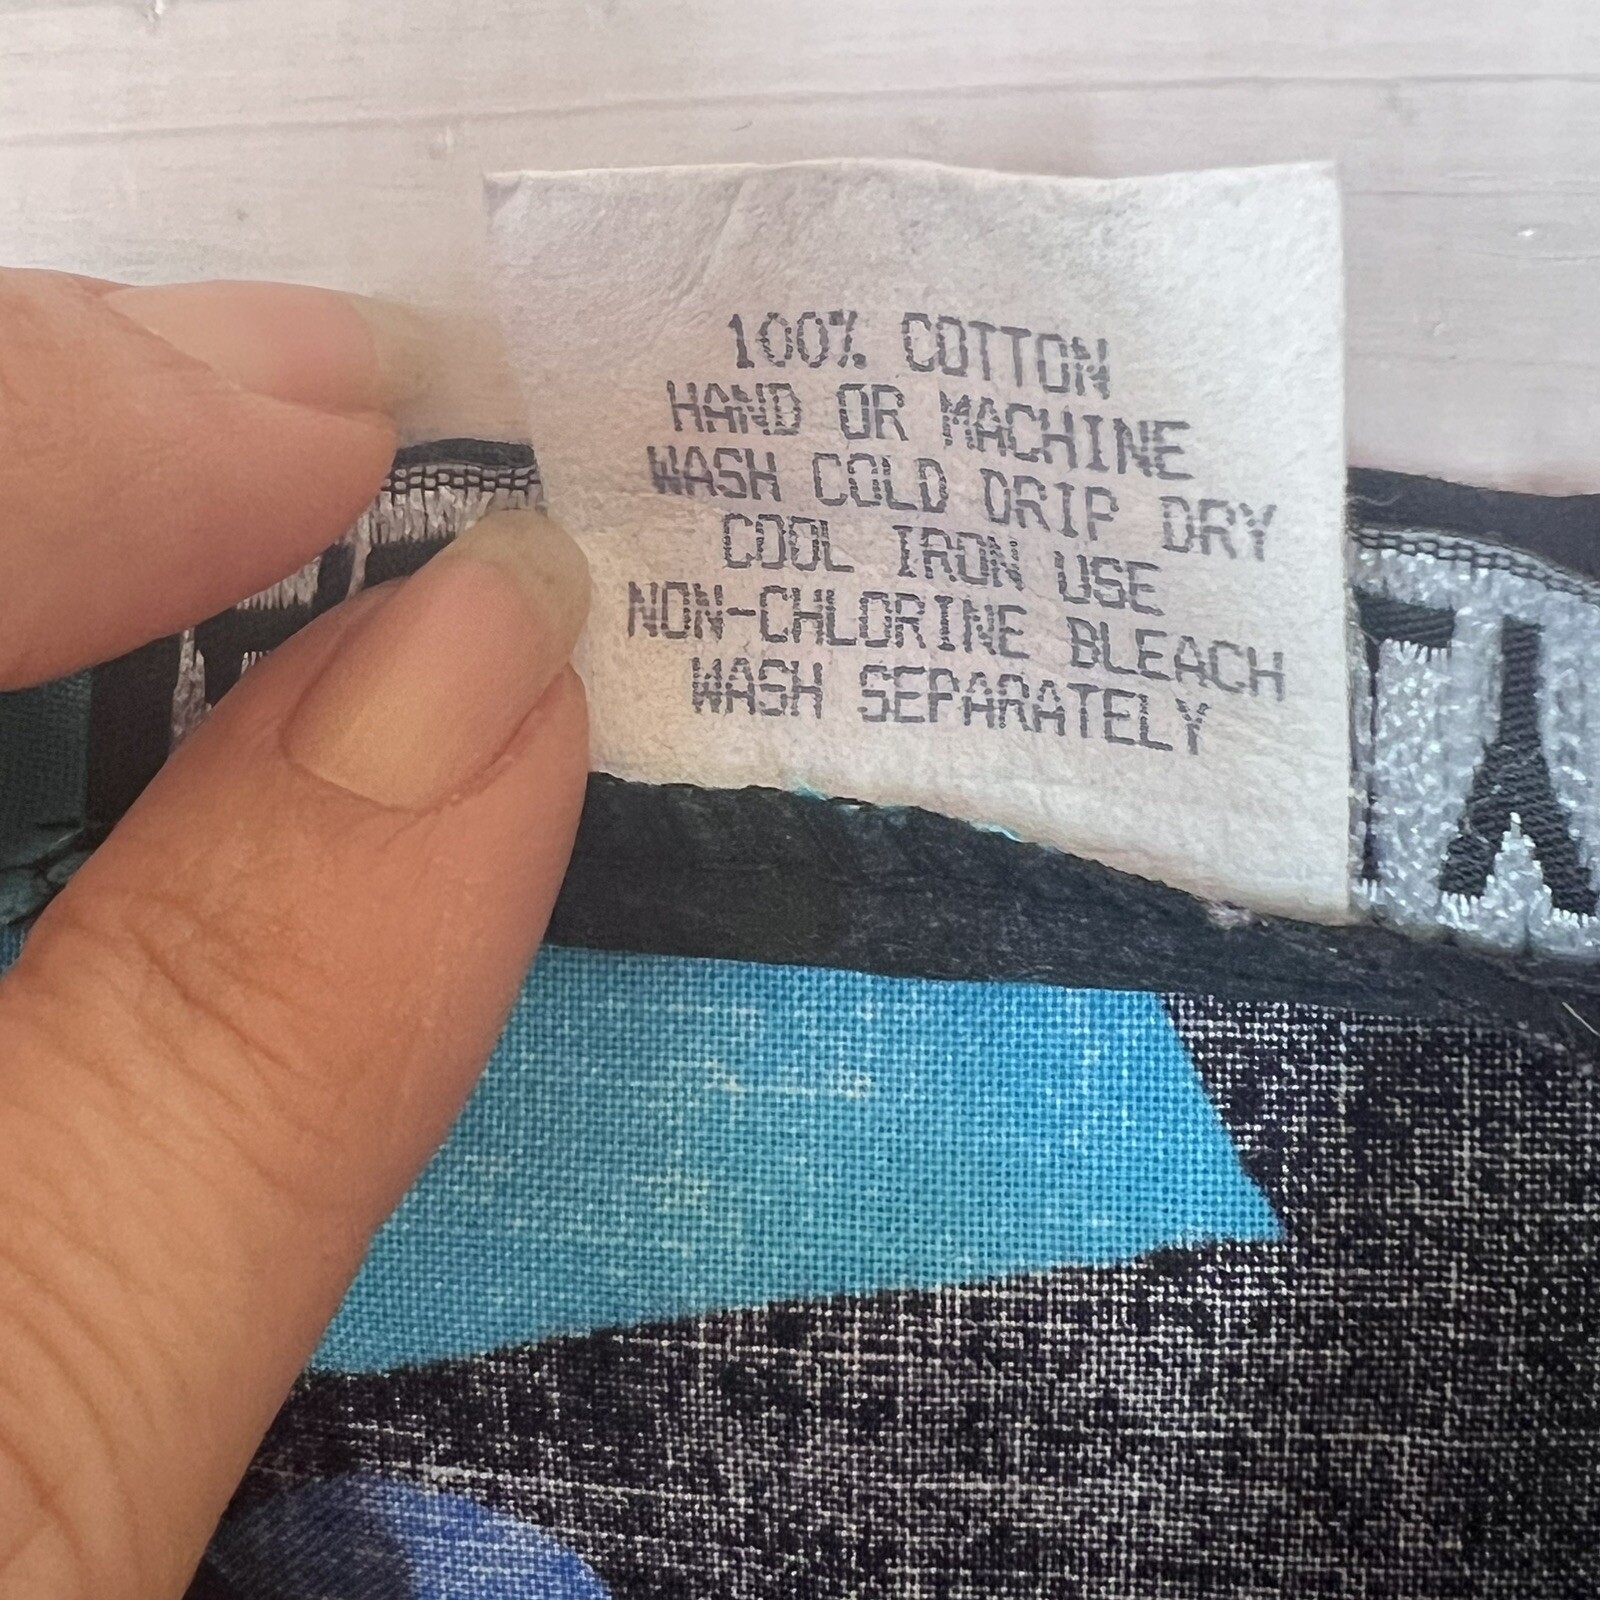 100% COTTON
HAND OR MACHINE
WASH COLD DRIP DRY
COOL IRON USE
NON-CHLORINE BLEACH
WASH SEPARATELY